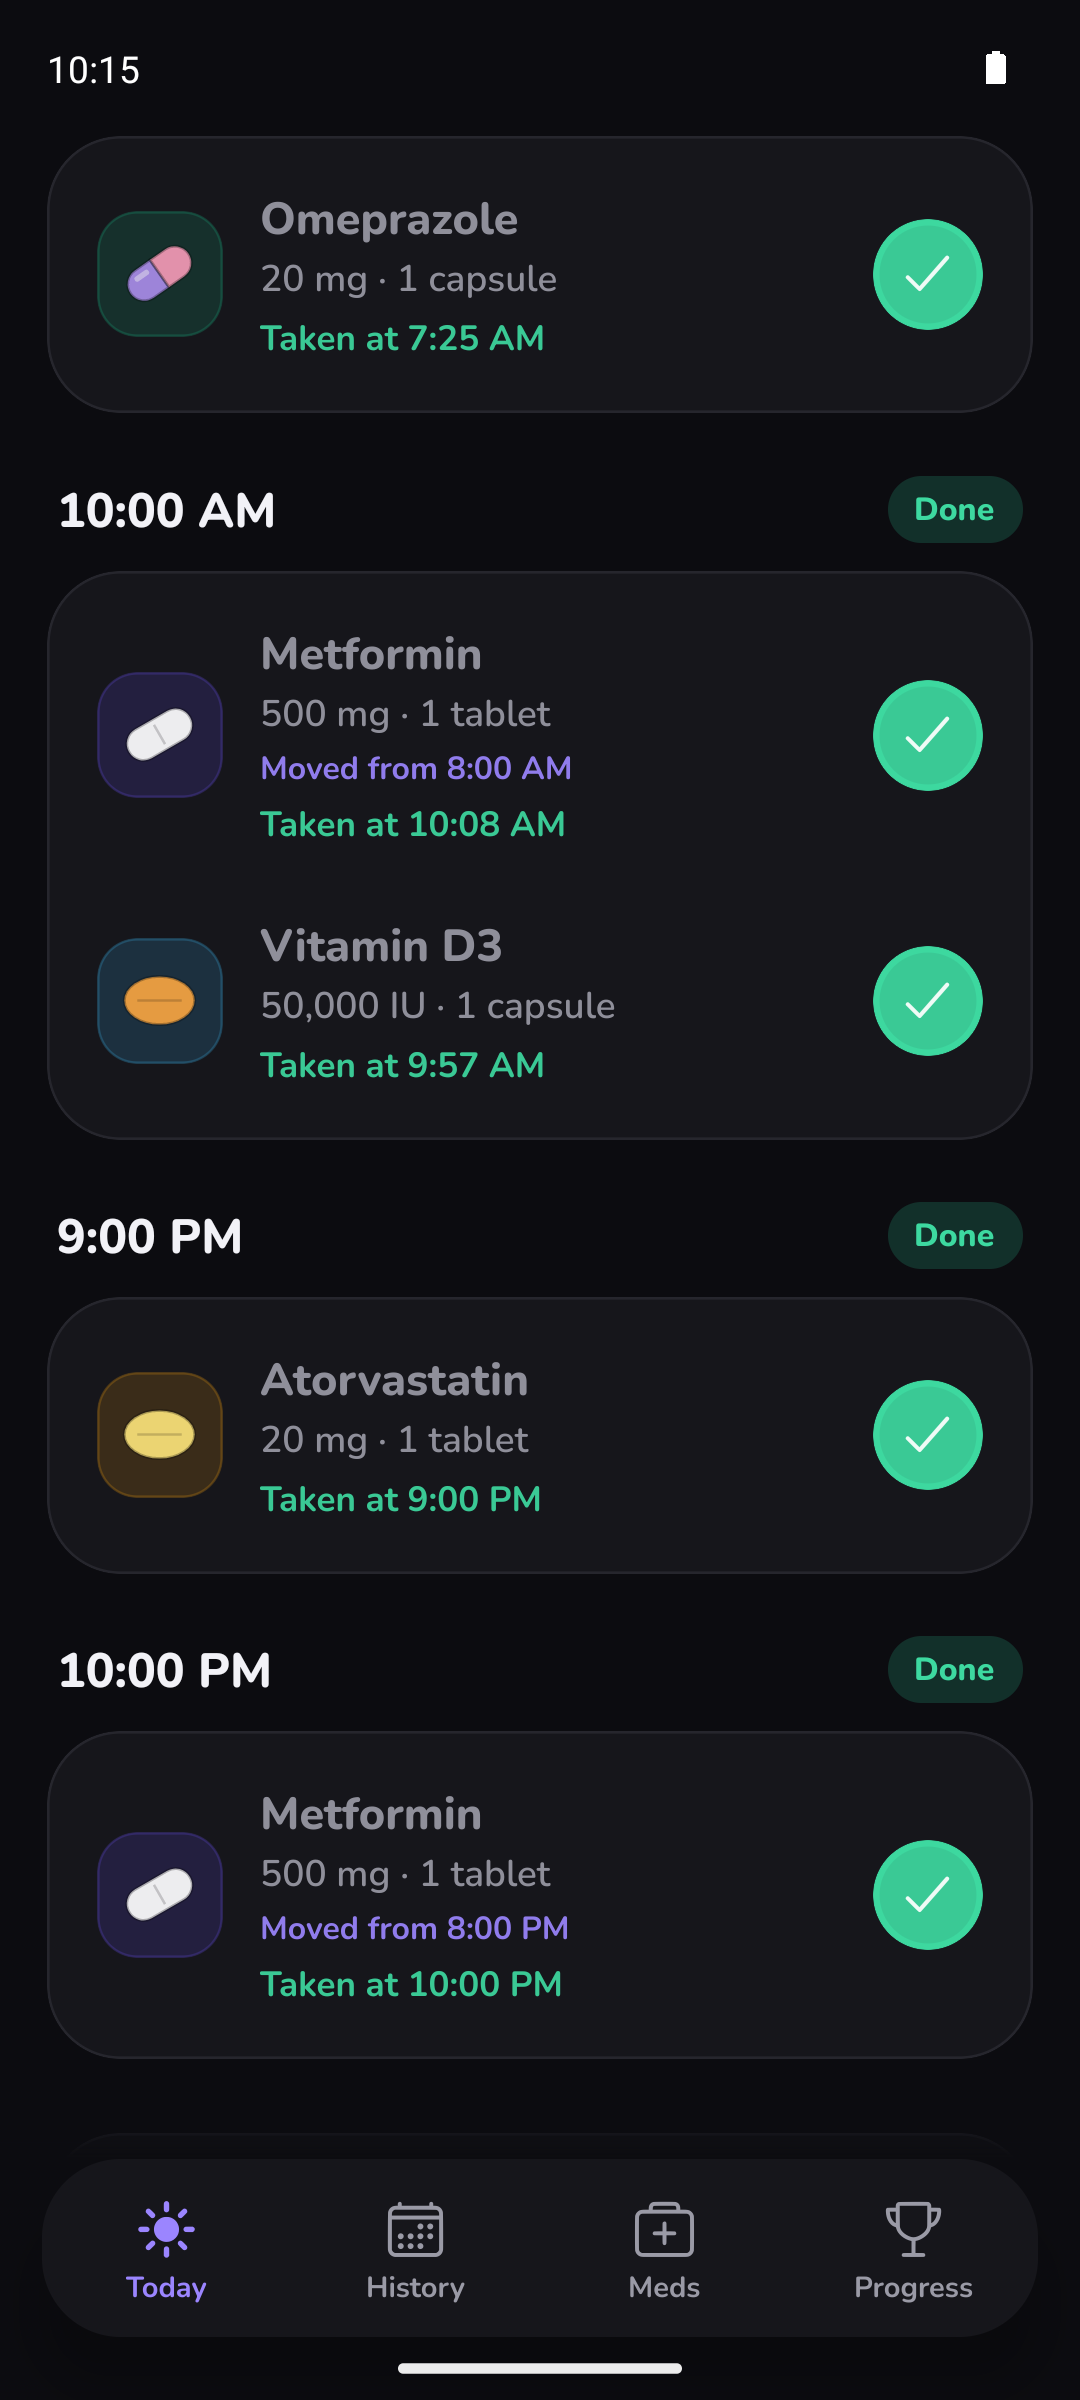 10:15
Omeprazole
20 mg · 1 capsule
Taken at 7:25 AM
10:00 AM
Done
Metformin
500 mg · 1 tablet
Moved from 8:00 AM
Taken at 10:08 AM
Vitamin D3
50,000 IU · 1 capsule
Taken at 9:57 AM
9:00 PM
Done
Atorvastatin
20 mg · 1 tablet
Taken at 9:00 PM
10:00 PM
Done
Metformin
500 mg · 1 tablet
Moved from 8:00 PM
Taken at 10:00 PM
Today
History
Meds
Progress